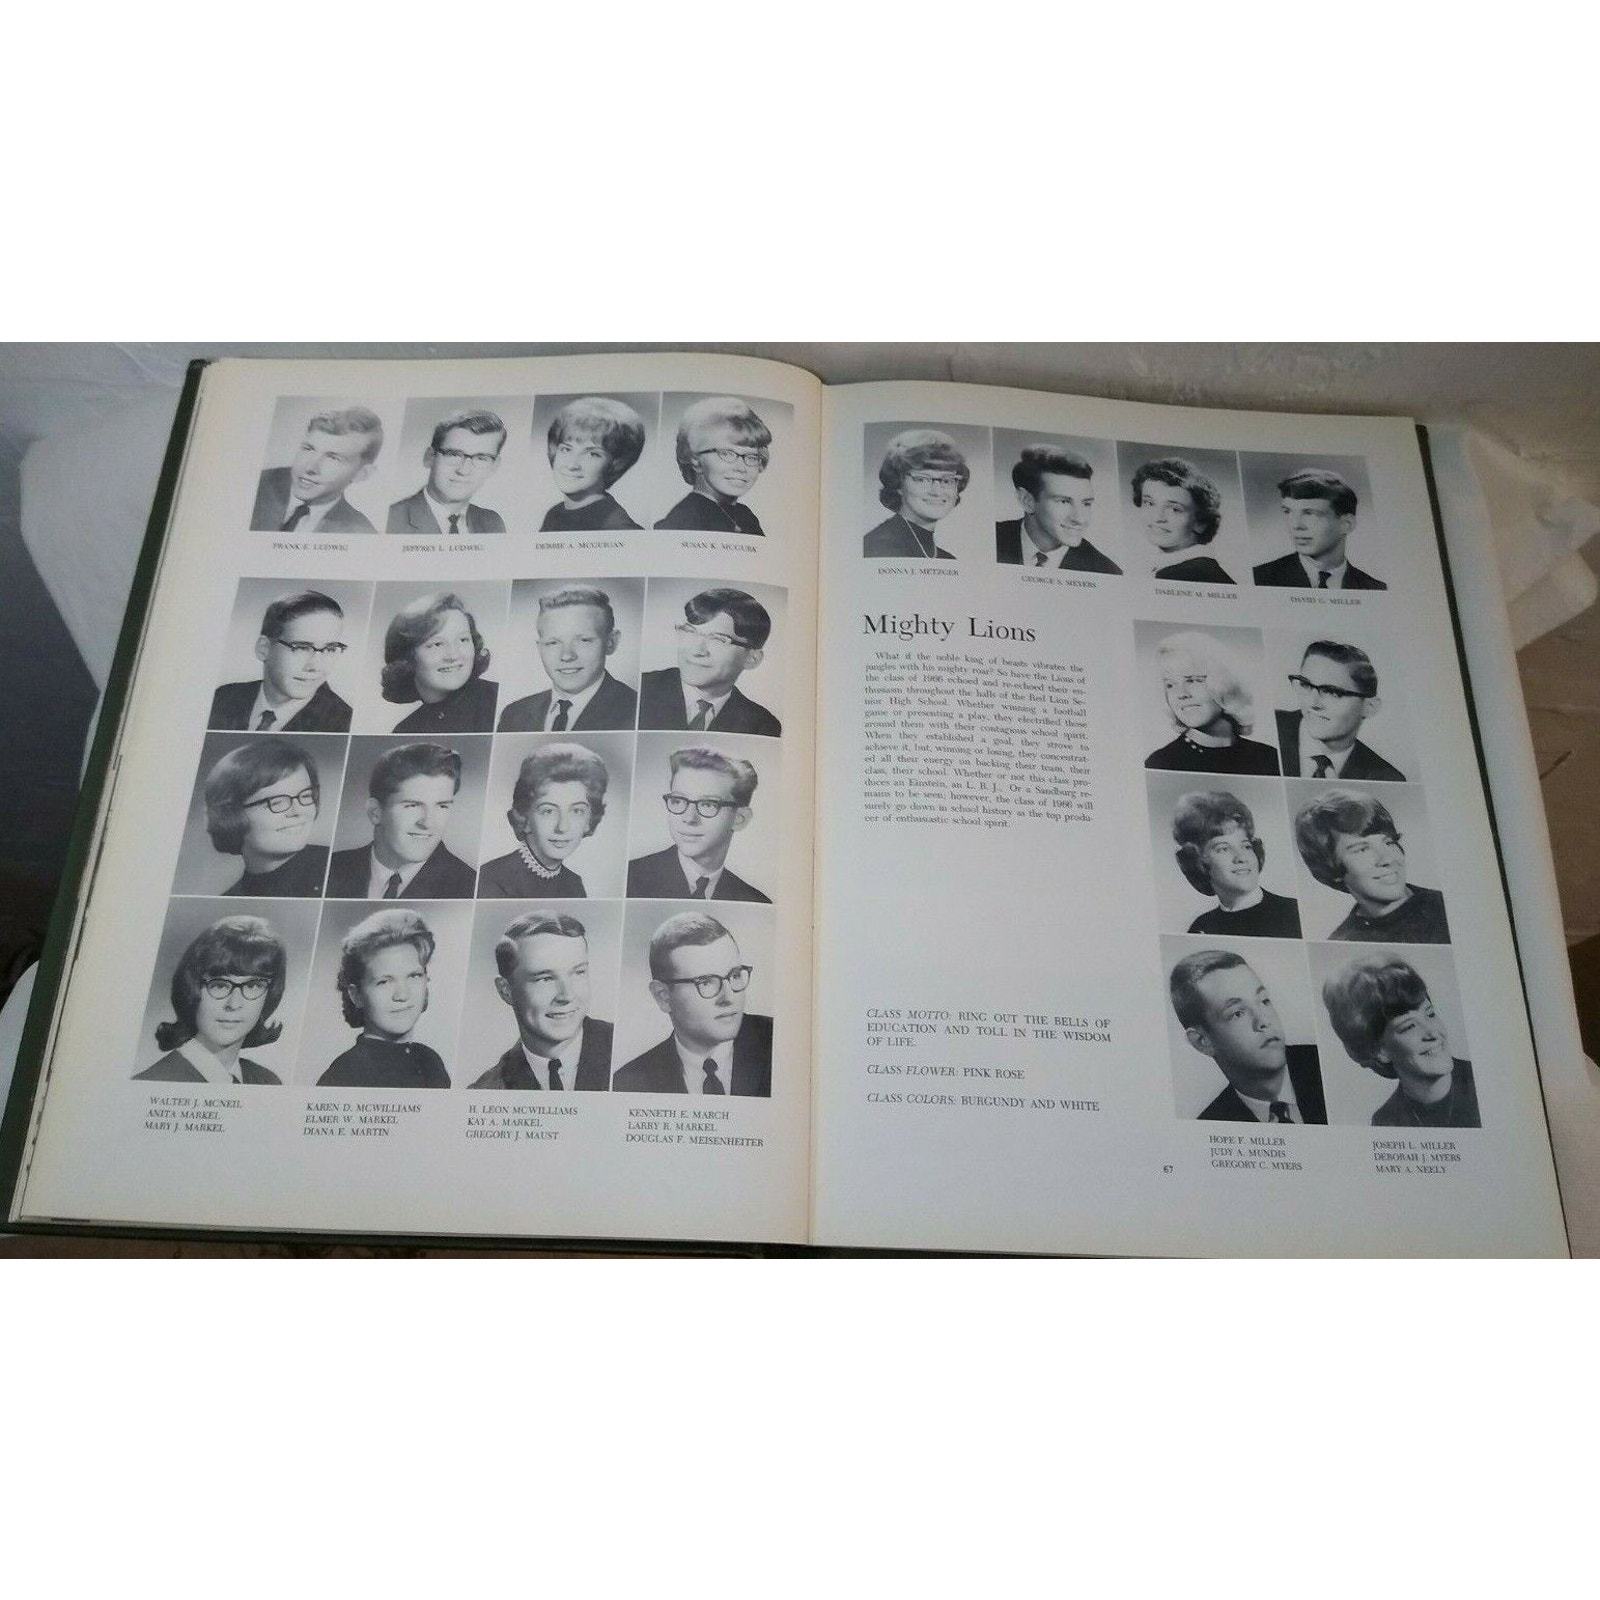 FRANK E. LUDWIG
JEFFREY L. LUDWIG
DEBBIE A. MCGUIGAN
SUSAN K. MCGURK
WALTER J. MCNEIL
ANITA MARKEL
MARY J. MARKEL
KAREN D. MCWILLIAMS
ELMER W. MARKEL
DIANA E. MARTIN
H. LEON MCWILLIAMS
KAY A. MARKEL
GREGORY J. MAUST
KENNETH E. MARCH
LARRY R. MARKEL
DOUGLAS F. MEISENHEITER
DONNA J. METZGER
GEORGE S. MEYERS
DARLENE M. MILLER
DAVID G. MILLER
Mighty Lions
What if the noble king of beasts vibrates the
jungles with his mighty roar? So have the Lions of
the class of 1966 echoed and re-echoed their en-
thusiasm throughout the halls of the Red Lion Se-
nior High School. Whether winning a football
game or presenting a play, they electrified those
around them with their contagious school spirit.
When they established a goal, they strove to
achieve it, but, winning or losing, they concentrat-
ed all their energy on backing their team, their
class, their school. Whether or not this class pro-
duces an Einstein, an L. B. J., Or a Sandburg re-
mains to be seen; however, the class of 1966 will
surely go down in school history as the top produ-
cer of enthusiastic school spirit.
CLASS MOTTO: RING OUT THE BELLS OF
EDUCATION AND TOLL IN THE WISDOM
OF LIFE.
CLASS FLOWER: PINK ROSE
CLASS COLORS: BURGUNDY AND WHITE
HOPE F. MILLER
JUDY A. MUNDIS
GREGORY C. MYERS
JOSEPH L. MILLER
DEBORAH J. MYERS
MARY A. NEELY
67